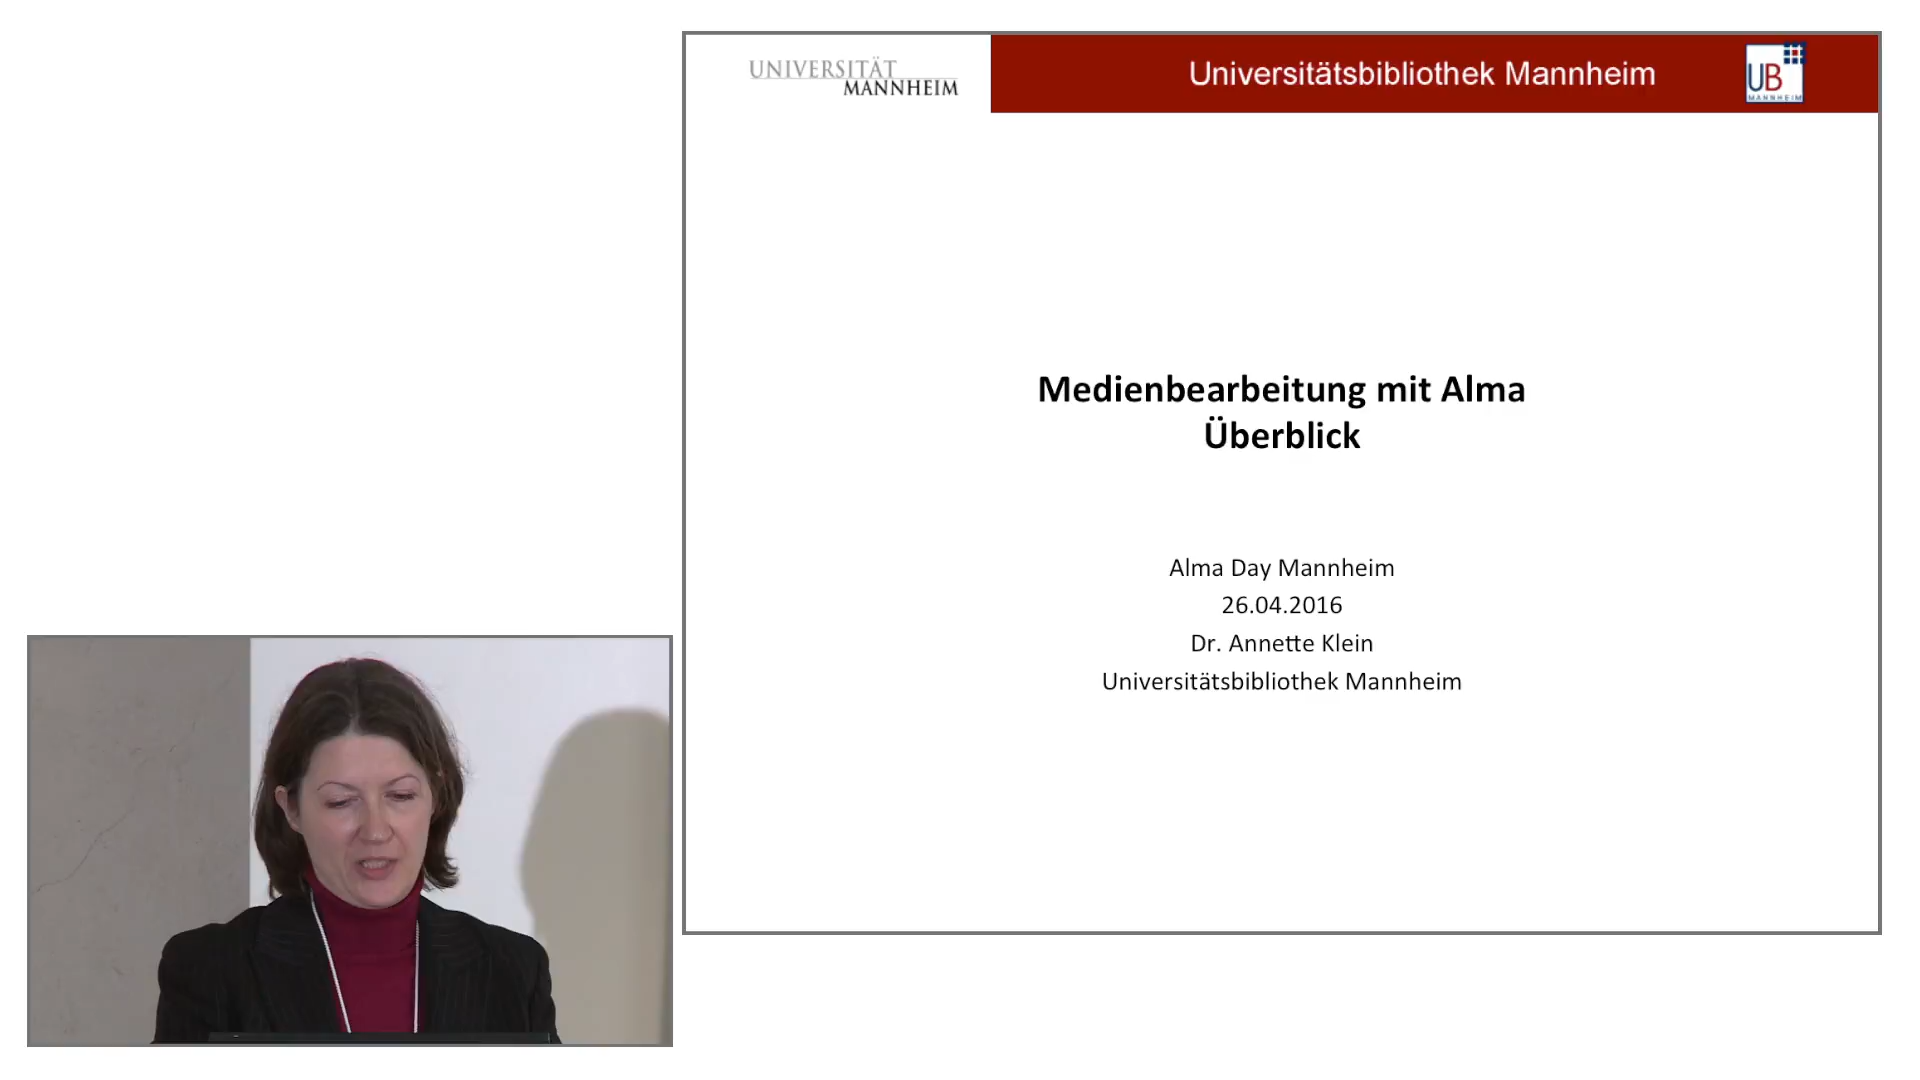 UNIVERSITÄT
MANNHEIM
Universitätsbibliothek Mannheim
UB
MANNHEIM
Medienbearbeitung mit Alma
Überblick
Alma Day Mannheim
26.04.2016
Dr. Annette Klein
Universitätsbibliothek Mannheim